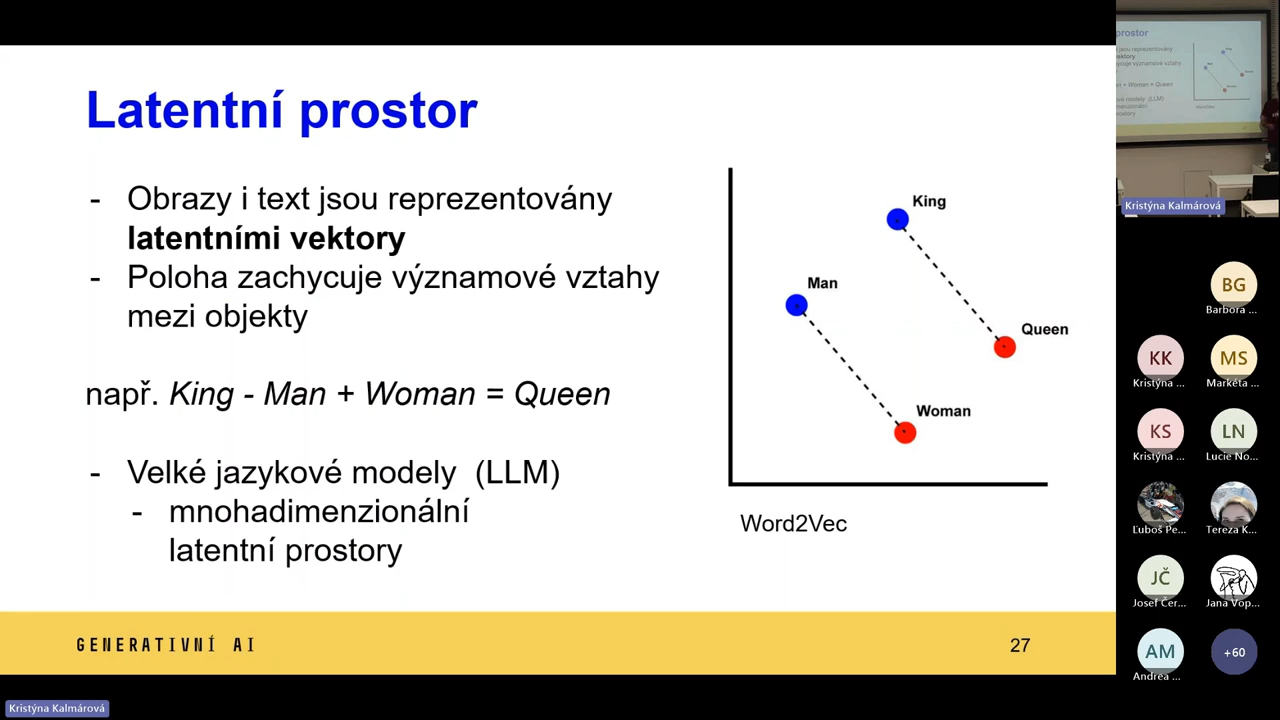 Latentní prostor
- Obrazy i text jsou reprezentovány
latentními vektory
- Poloha zachycuje významové vztahy
mezi objekty
např. King - Man + Woman = Queen
- Velké jazykové modely (LLM)
- mnohadimenzionální
latentní prostory
King
Man
Queen
Woman
Word2Vec
GENERATIVNÍ AI
27
Kristýna Kalmárová
Kristýna Kalmárová
BG
Barbora ...
KK
Kristýna ...
MS
Markéta ...
KS
Kristýna ...
LN
Lucie No...
Ľuboš Pe...
Tereza K...
JČ
Josef Čer...
Jana Vop...
AM
Andrea ...
+60